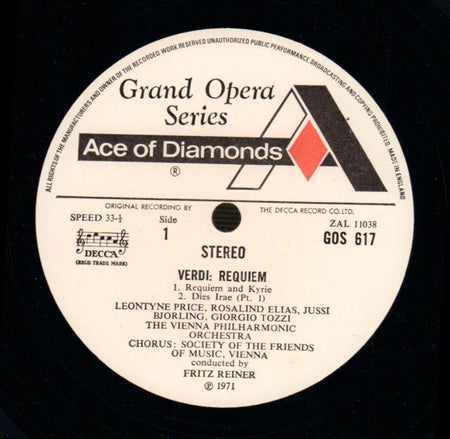 ALL RIGHTS OF THE MANUFACTURERS AND OWNER OF THE RECORDED WORK RESERVED UNAUTHORIZED PUBLIC PERFORMANCE, BROADCASTING AND COPYING PROHIBITED. MADE IN ENGLAND
Grand Opera
Series
Ace of Diamonds
®
ORIGINAL RECORDING BY THE DECCA RECORD CO. LTD.
SPEED 33-⅓ Side ZAL 11038
1 GOS 617
DECCA
(REGD. TRADE MARK)
STEREO
VERDI: REQUIEM
1. Requiem and Kyrie
2. Dies Irae (Pt. 1)
LEONTYNE PRICE, ROSALIND ELIAS, JUSSI
BJORLING, GIORGIO TOZZI
THE VIENNA PHILHARMONIC
ORCHESTRA
CHORUS: SOCIETY OF THE FRIENDS
OF MUSIC, VIENNA
conducted by
FRITZ REINER
℗ 1971